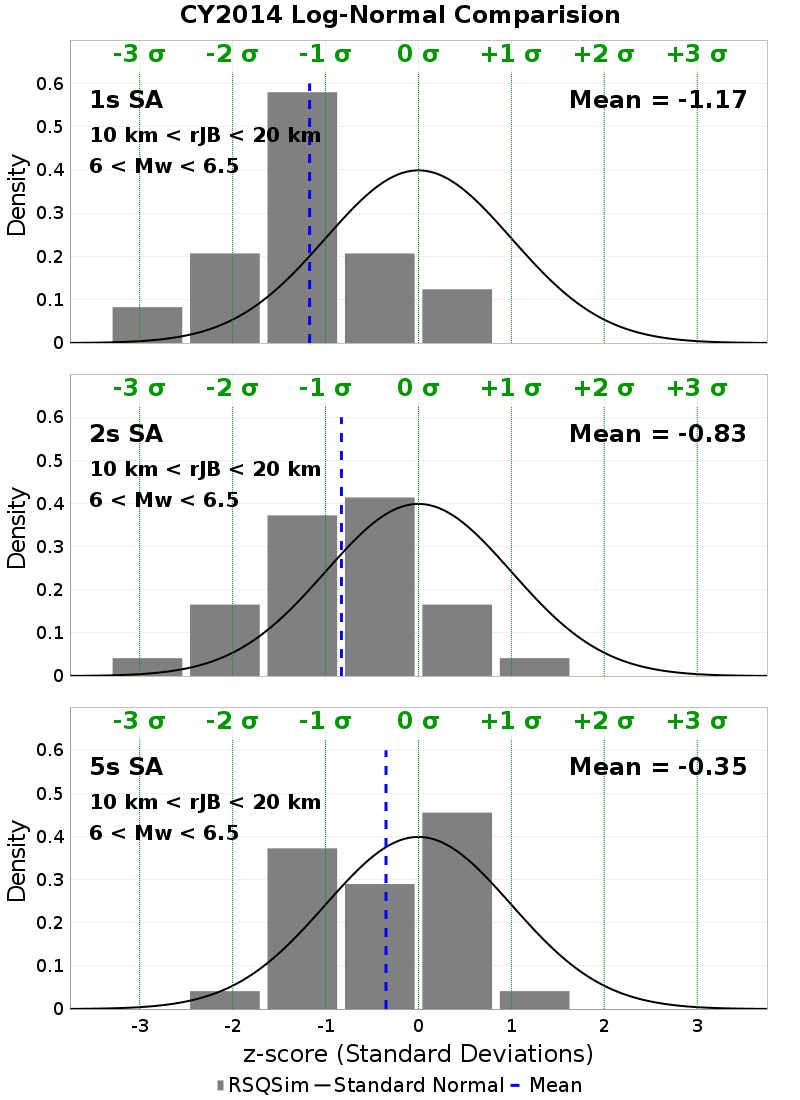 CY2014 Log-Normal Comparision
-3 σ -2 σ -1 σ 0 σ +1 σ +2 σ +3 σ
1s SA
Mean = -1.17
10 km < rJB < 20 km
6 < Mw < 6.5
Density
0.6
0.5
0.4
0.3
0.2
0.1
0
-3 σ -2 σ -1 σ 0 σ +1 σ +2 σ +3 σ
2s SA
Mean = -0.83
10 km < rJB < 20 km
6 < Mw < 6.5
Density
0.6
0.5
0.4
0.3
0.2
0.1
0
-3 σ -2 σ -1 σ 0 σ +1 σ +2 σ +3 σ
5s SA
Mean = -0.35
10 km < rJB < 20 km
6 < Mw < 6.5
Density
0.6
0.5
0.4
0.3
0.2
0.1
0
-3 -2 -1 0 1 2 3
z-score (Standard Deviations)
RSQSim Standard Normal Mean